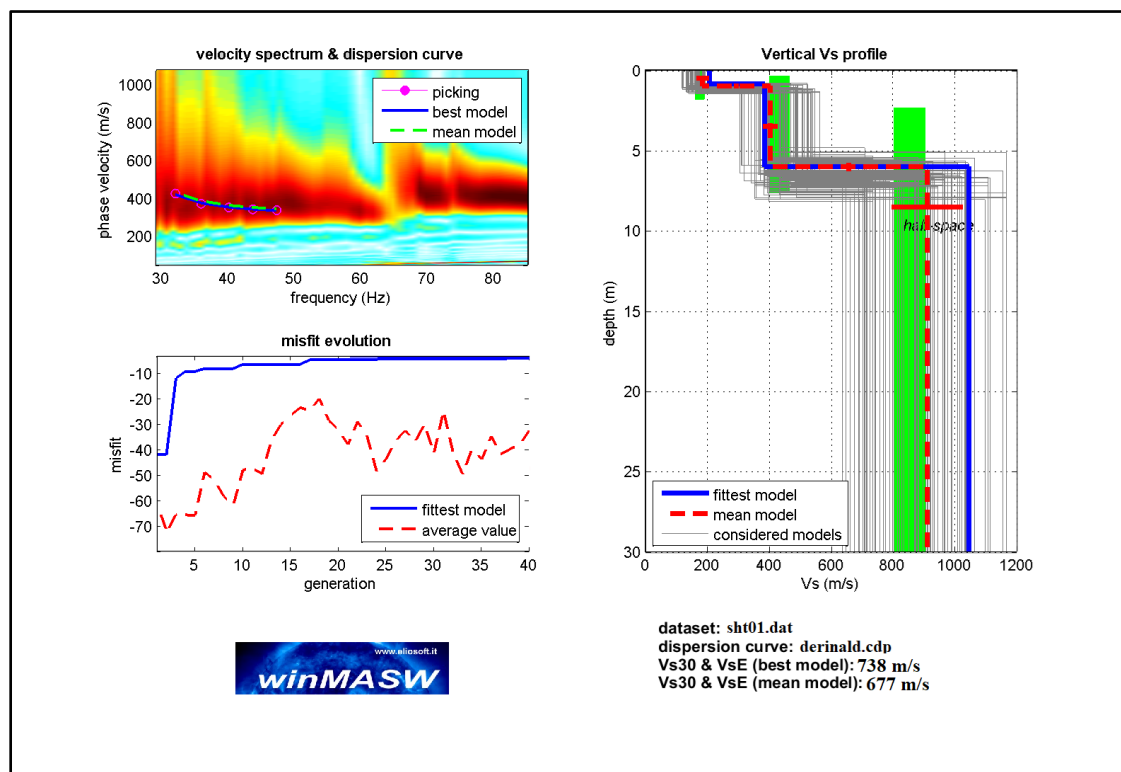 velocity spectrum & dispersion curve
1000
800
600
400
200
phase velocity (m/s)
picking
best model
mean model
30 40 50 60 70 80
frequency (Hz)
misfit evolution
-10
-20
-30
-40
-50
-60
-70
misfit
fittest model
average value
5 10 15 20 25 30 35 40
generation
www.eliosoft.it
winMASW
Vertical Vs profile
0
5
10
15
20
25
30
depth (m)
half-space
fittest model
mean model
considered models
0 200 400 600 800 1000 1200
Vs (m/s)
dataset: sht01.dat
dispersion curve: derinald.cdp
Vs30 & VsE (best model): 738 m/s
Vs30 & VsE (mean model): 677 m/s